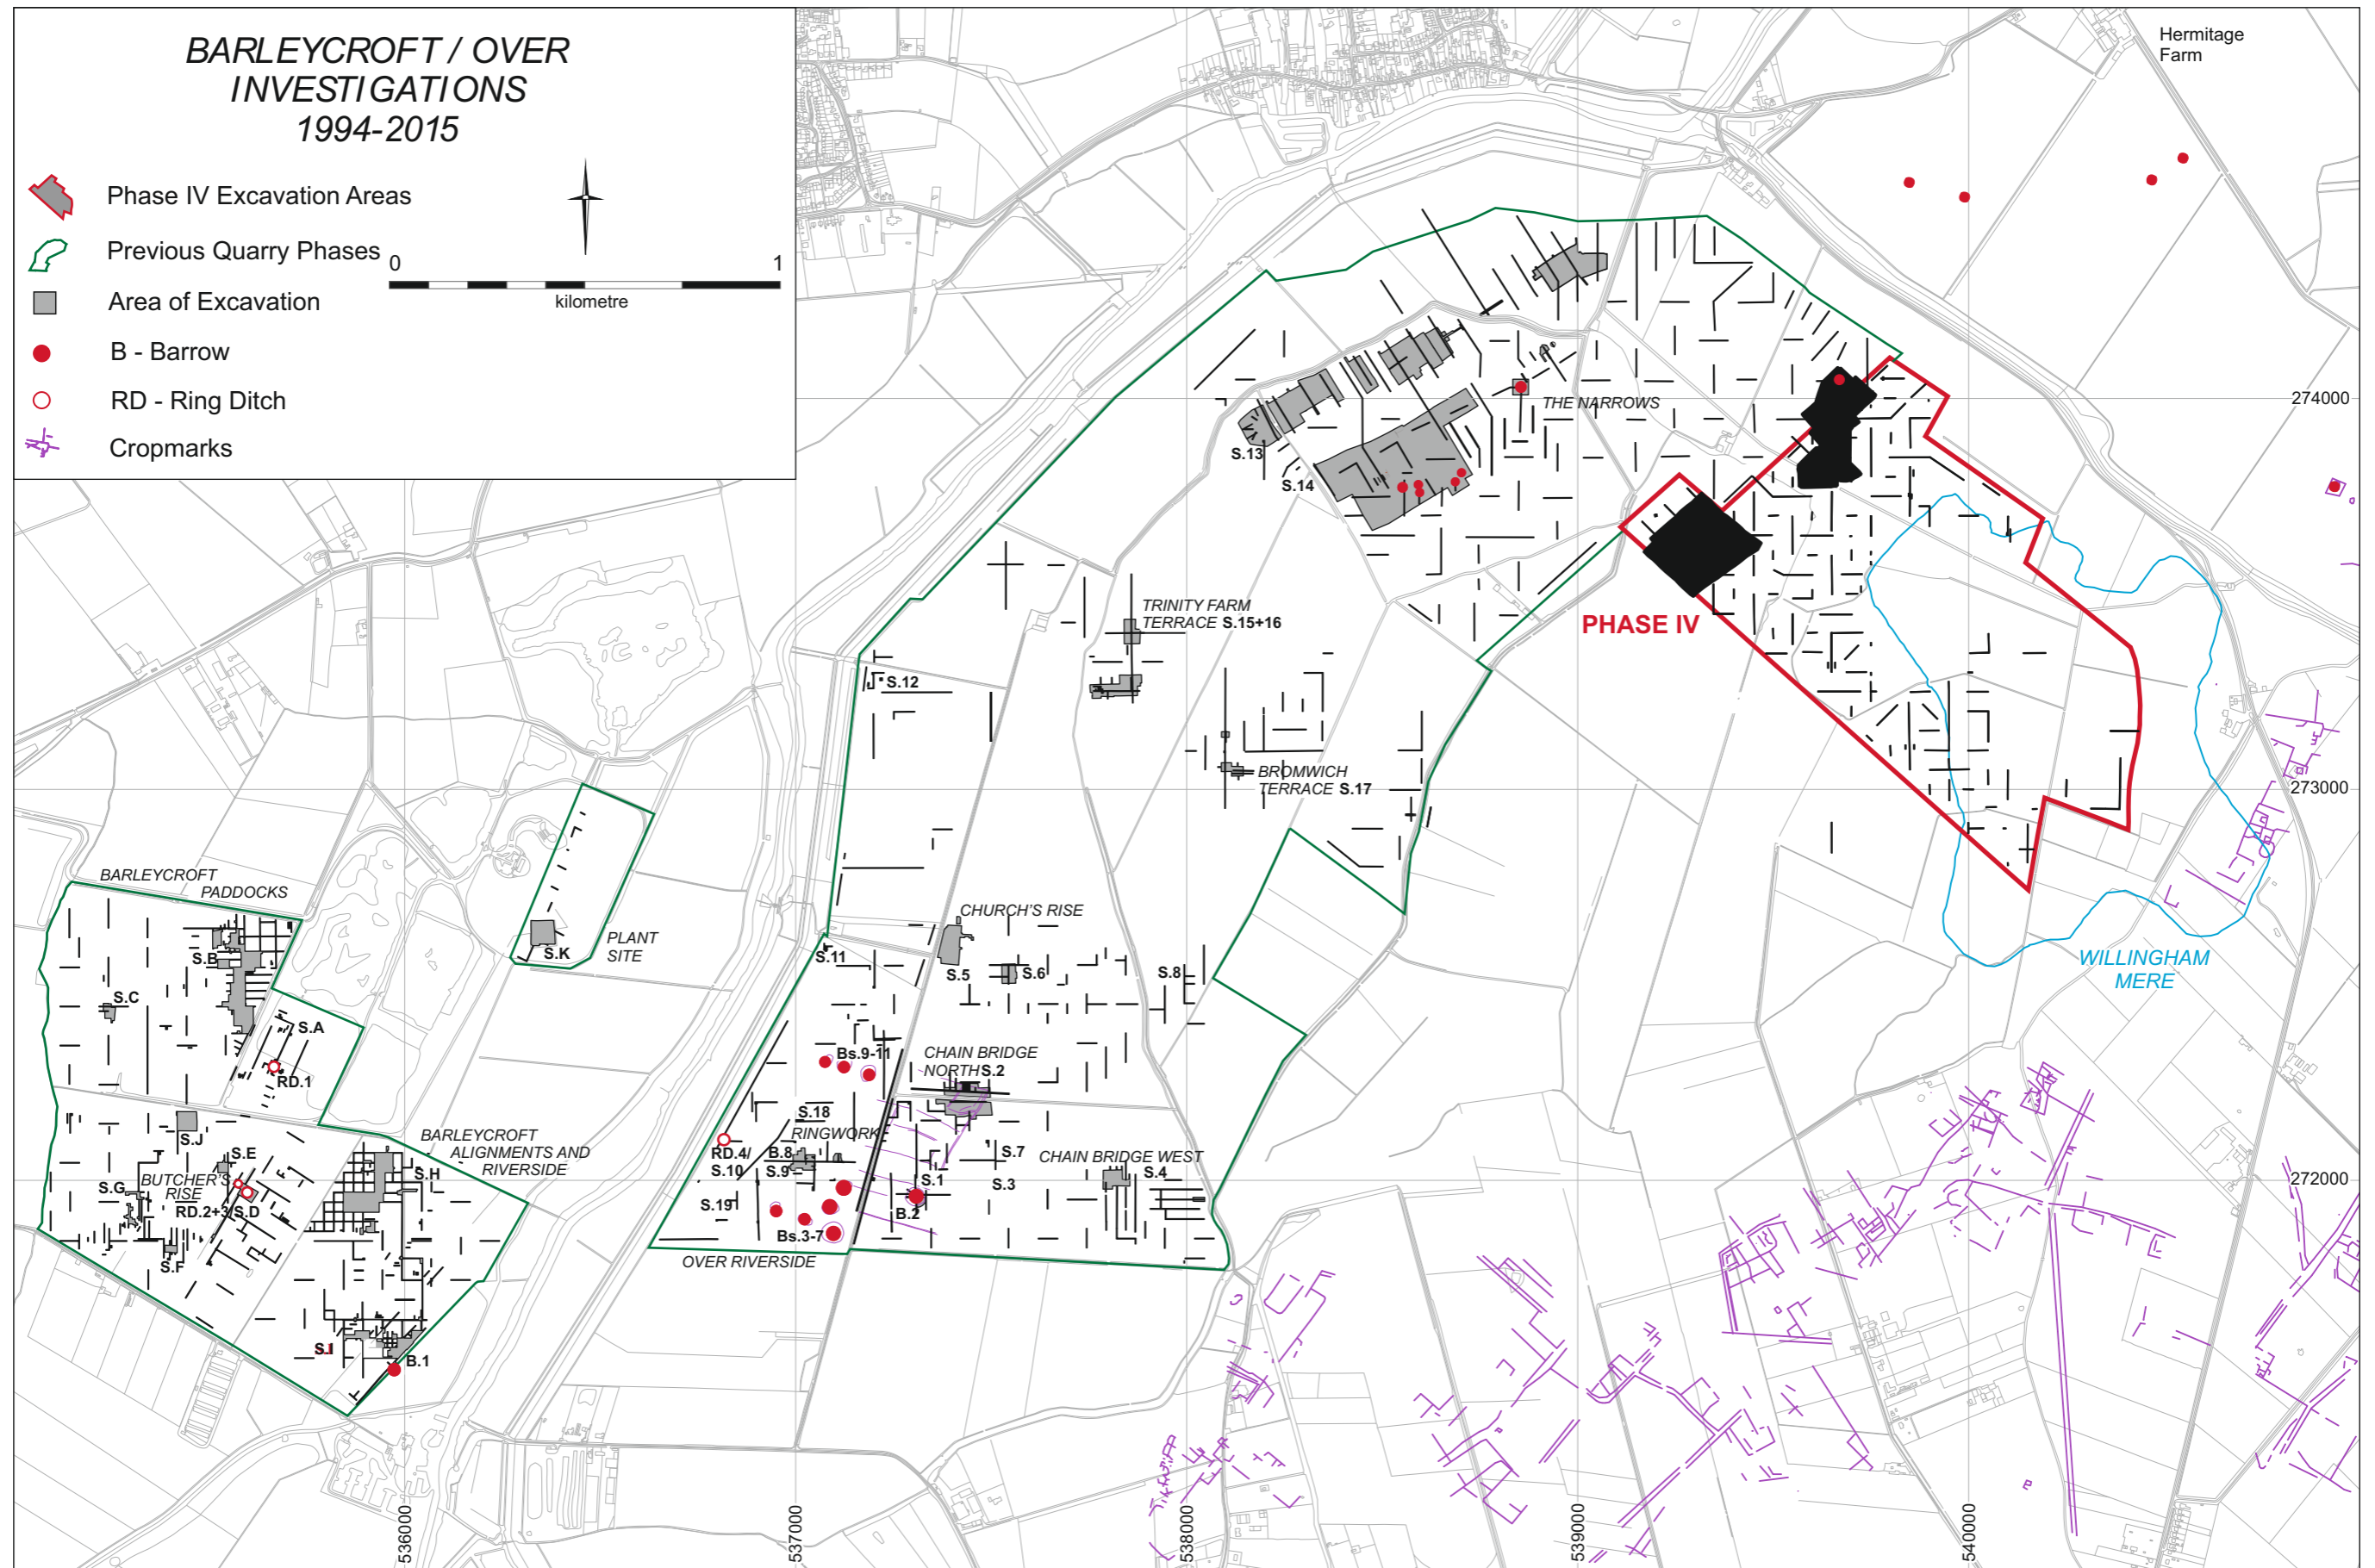 BARLEYCROFT / OVER
INVESTIGATIONS
1994-2015
Phase IV Excavation Areas
Previous Quarry Phases
0
1
kilometre
Area of Excavation
B - Barrow
RD - Ring Ditch
Cropmarks
Hermitage
Farm
274000
THE NARROWS
S.13
S.14
PHASE IV
TRINITY FARM
TERRACE S.15+16
S.12
BROMWICH
TERRACE S.17
273000
BARLEYCROFT
PADDOCKS
CHURCH'S RISE
PLANT
SITE
S.K
S.B
S.11
S.5
S.6
S.8
WILLINGHAM
MERE
S.C
S.A
RD.1
Bs.9-11
CHAIN BRIDGE
NORTH S.2
S.18
RINGWORK
S.J
BARLEYCROFT
ALIGNMENTS AND
RIVERSIDE
S.E
RD.4/
S.10
B.8
S.9
S.7
CHAIN BRIDGE WEST
S.4
S.H
S.G
BUTCHER'S
RISE
RD.2+3/S.D
S.1
S.3
272000
S.19
B.2
Bs.3-7
S.F
OVER RIVERSIDE
S.I
B.1
536000
537000
538000
539000
540000